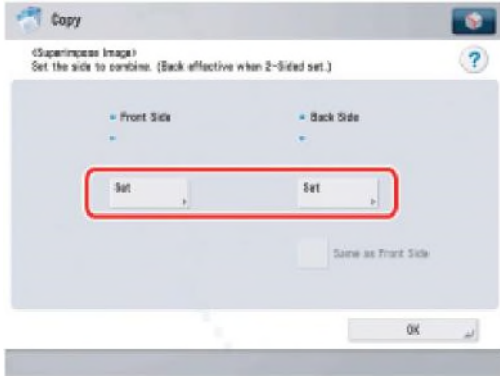 Copy
<Superimpose Image>
Set the side to combine. (Back effective when 2-Sided set.)
?
Front Side
Back Side
-
-
Set
Set
Same as Front Side
OK